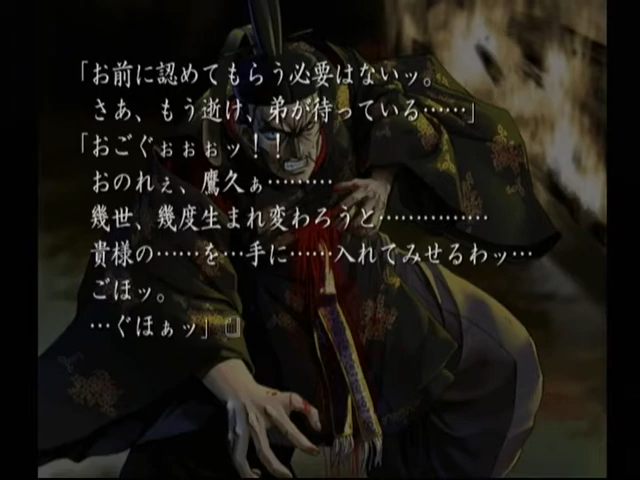 「お前に認めてもらう必要はないッ。
さあ、もう逝け、弟が待っている……」
「おごぐぉぉぉッ！！
おのれぇ、鷹久ぁ………
幾世、幾度生まれ変わろうと……………
貴様の……を…手に……入れてみせるわッ…
ごほッ。
…ぐほぁッ」